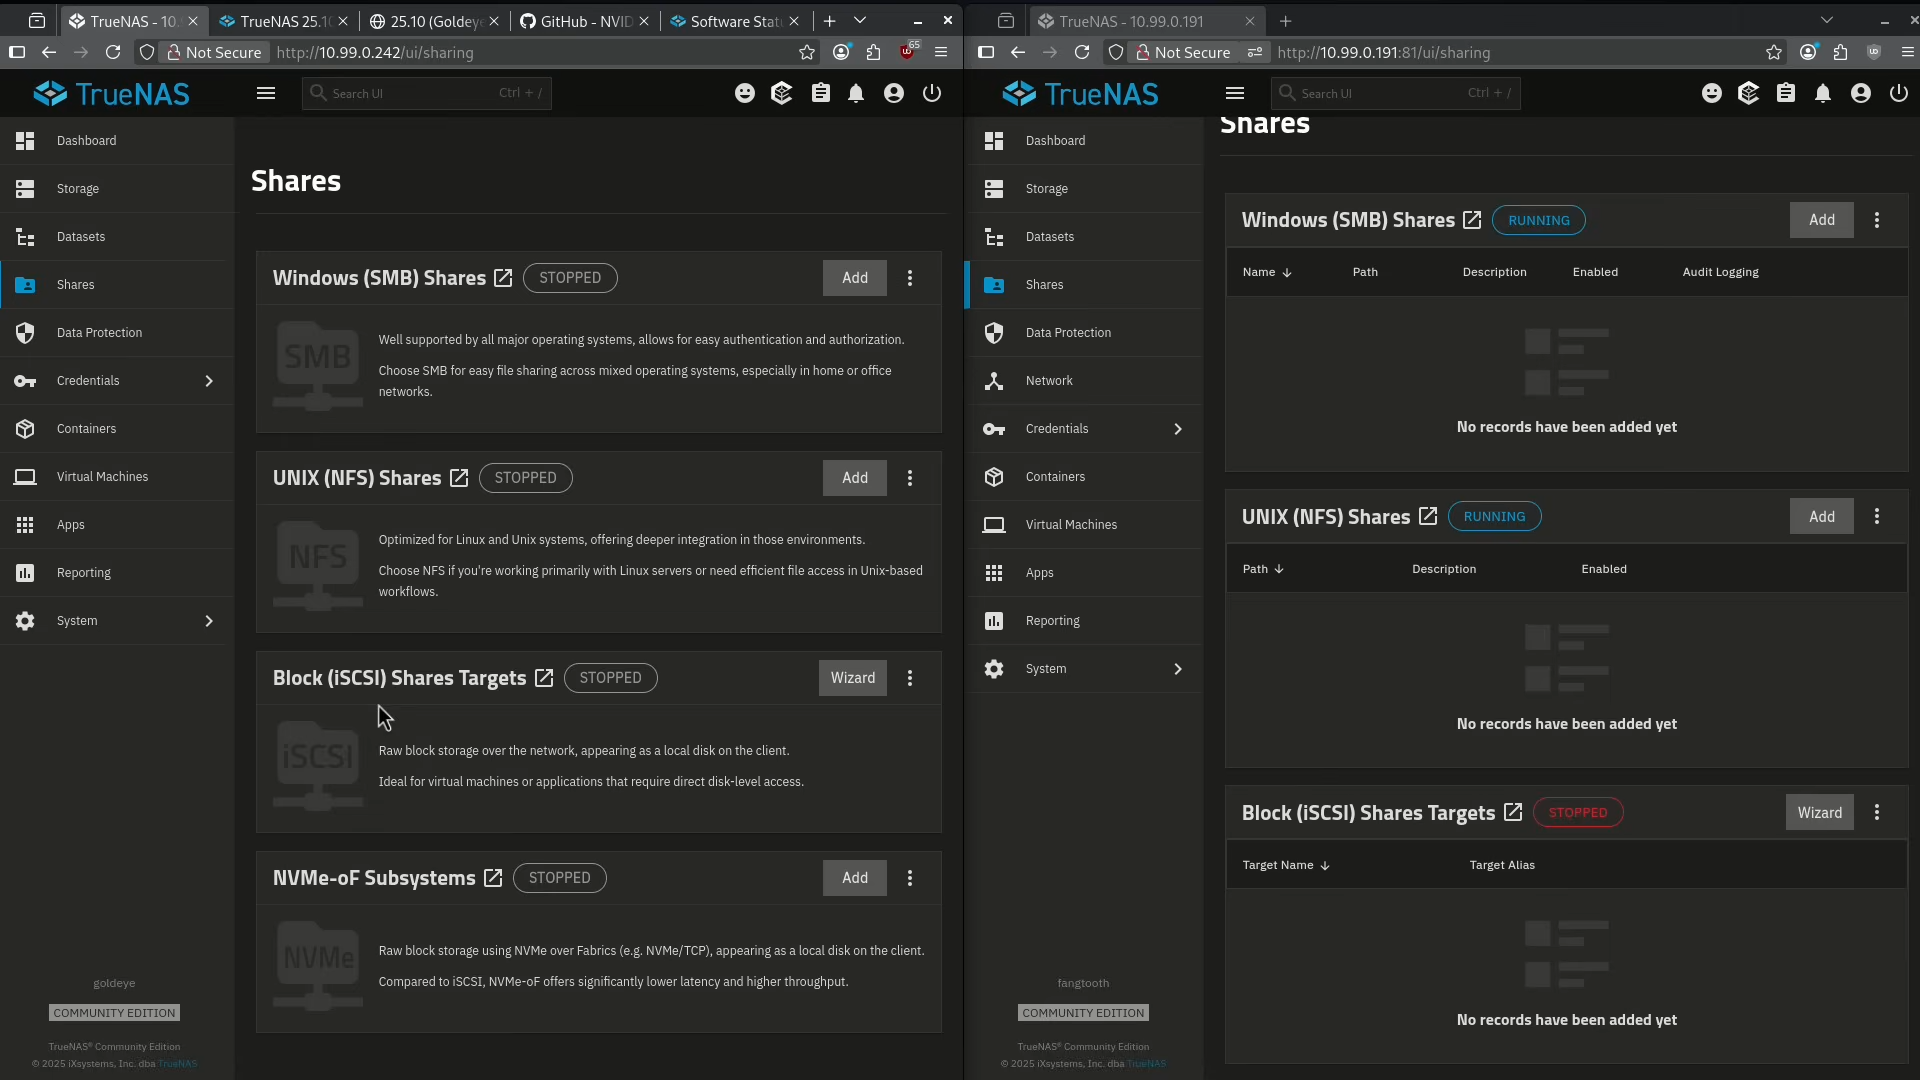 TrueNAS - 10.9
TrueNAS 25.10
25.10 (Goldeye
GitHub - NVID
Software Stat
Not Secure
http://10.99.0.242/ui/sharing
65
TrueNAS
Search UI
Ctrl + /
Dashboard
Storage
Datasets
Shares
Data Protection
Credentials
Containers
Virtual Machines
Apps
Reporting
System
goldeye
COMMUNITY EDITION
TrueNAS® Community Edition
© 2025 iXsystems, Inc. dba TrueNAS
Shares
Windows (SMB) Shares
STOPPED
Add
SMB
Well supported by all major operating systems, allows for easy authentication and authorization.
Choose SMB for easy file sharing across mixed operating systems, especially in home or office
networks.
UNIX (NFS) Shares
STOPPED
Add
NFS
Optimized for Linux and Unix systems, offering deeper integration in those environments.
Choose NFS if you're working primarily with Linux servers or need efficient file access in Unix-based
workflows.
Block (iSCSI) Shares Targets
STOPPED
Wizard
iSCSI
Raw block storage over the network, appearing as a local disk on the client.
Ideal for virtual machines or applications that require direct disk-level access.
NVMe-oF Subsystems
STOPPED
Add
NVMe
Raw block storage using NVMe over Fabrics (e.g. NVMe/TCP), appearing as a local disk on the client.
Compared to iSCSI, NVMe-oF offers significantly lower latency and higher throughput.
TrueNAS - 10.99.0.191
Not Secure
http://10.99.0.191:81/ui/sharing
TrueNAS
Search UI
Ctrl + /
Dashboard
Storage
Datasets
Shares
Data Protection
Network
Credentials
Containers
Virtual Machines
Apps
Reporting
System
fangtooth
COMMUNITY EDITION
TrueNAS® Community Edition
© 2025 iXsystems, Inc. dba TrueNAS
Shares
Windows (SMB) Shares
RUNNING
Add
Name
Path
Description
Enabled
Audit Logging
No records have been added yet
UNIX (NFS) Shares
RUNNING
Add
Path
Description
Enabled
No records have been added yet
Block (iSCSI) Shares Targets
STOPPED
Wizard
Target Name
Target Alias
No records have been added yet